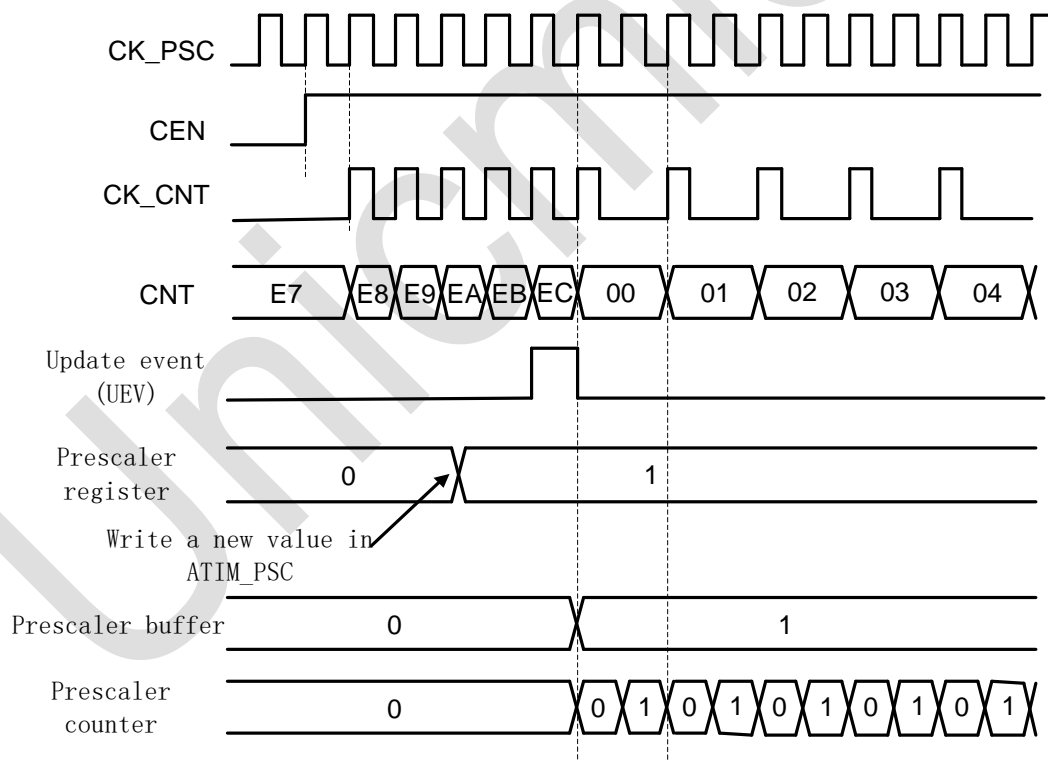 CK_PSC
CEN
CK_CNT
CNT E7 E8 E9 EA EB EC 00 01 02 03 04
Update event
(UEV)
Prescaler
register
0 1
Write a new value in
ATIM_PSC
Prescaler buffer 0 1
Prescaler
counter
0 0 1 0 1 0 1 0 1 0 1
Unicmic